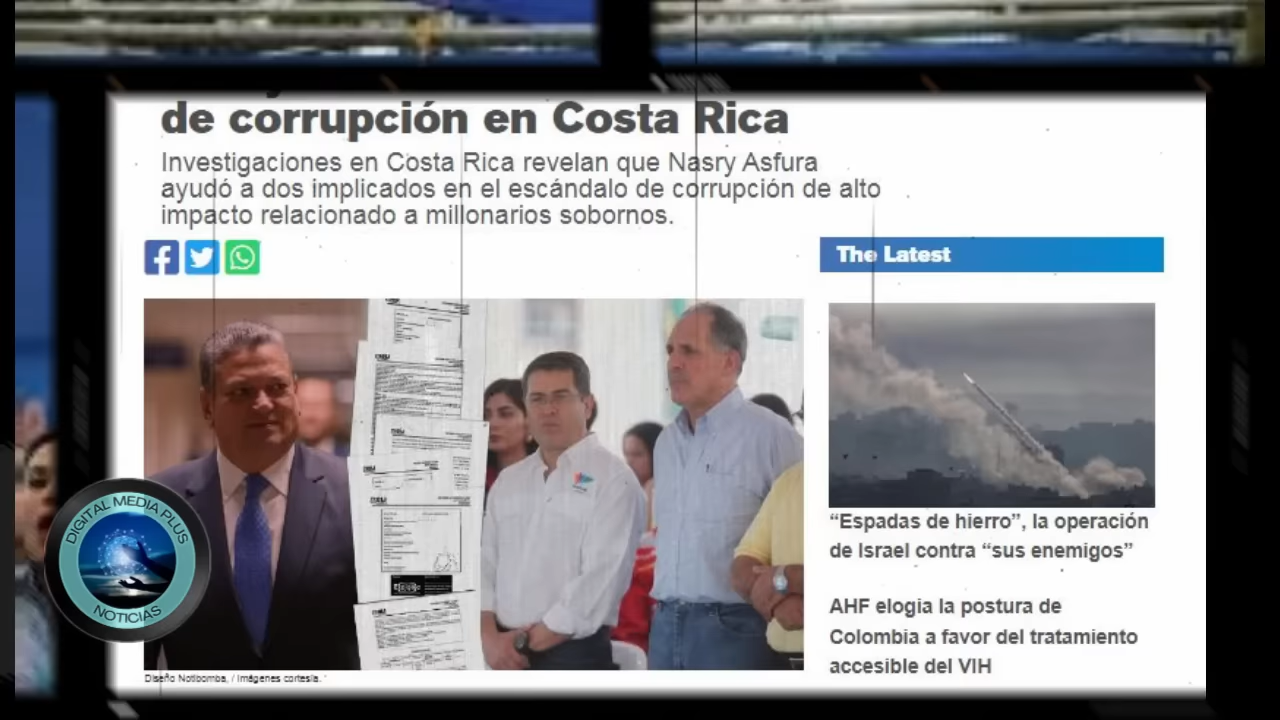 de corrupción en Costa Rica
Investigaciones en Costa Rica revelan que Nasry Asfura
ayudó a dos implicados en el escándalo de corrupción de alto
impacto relacionado a millonarios sobornos.
The Latest
“Espadas de hierro”, la operación
de Israel contra “sus enemigos”
AHF elogia la postura de
Colombia a favor del tratamiento
accesible del VIH
Diseño Notibomba, / Imágenes cortesía.
DIGITAL MEDIA PLUS
NOTICIAS